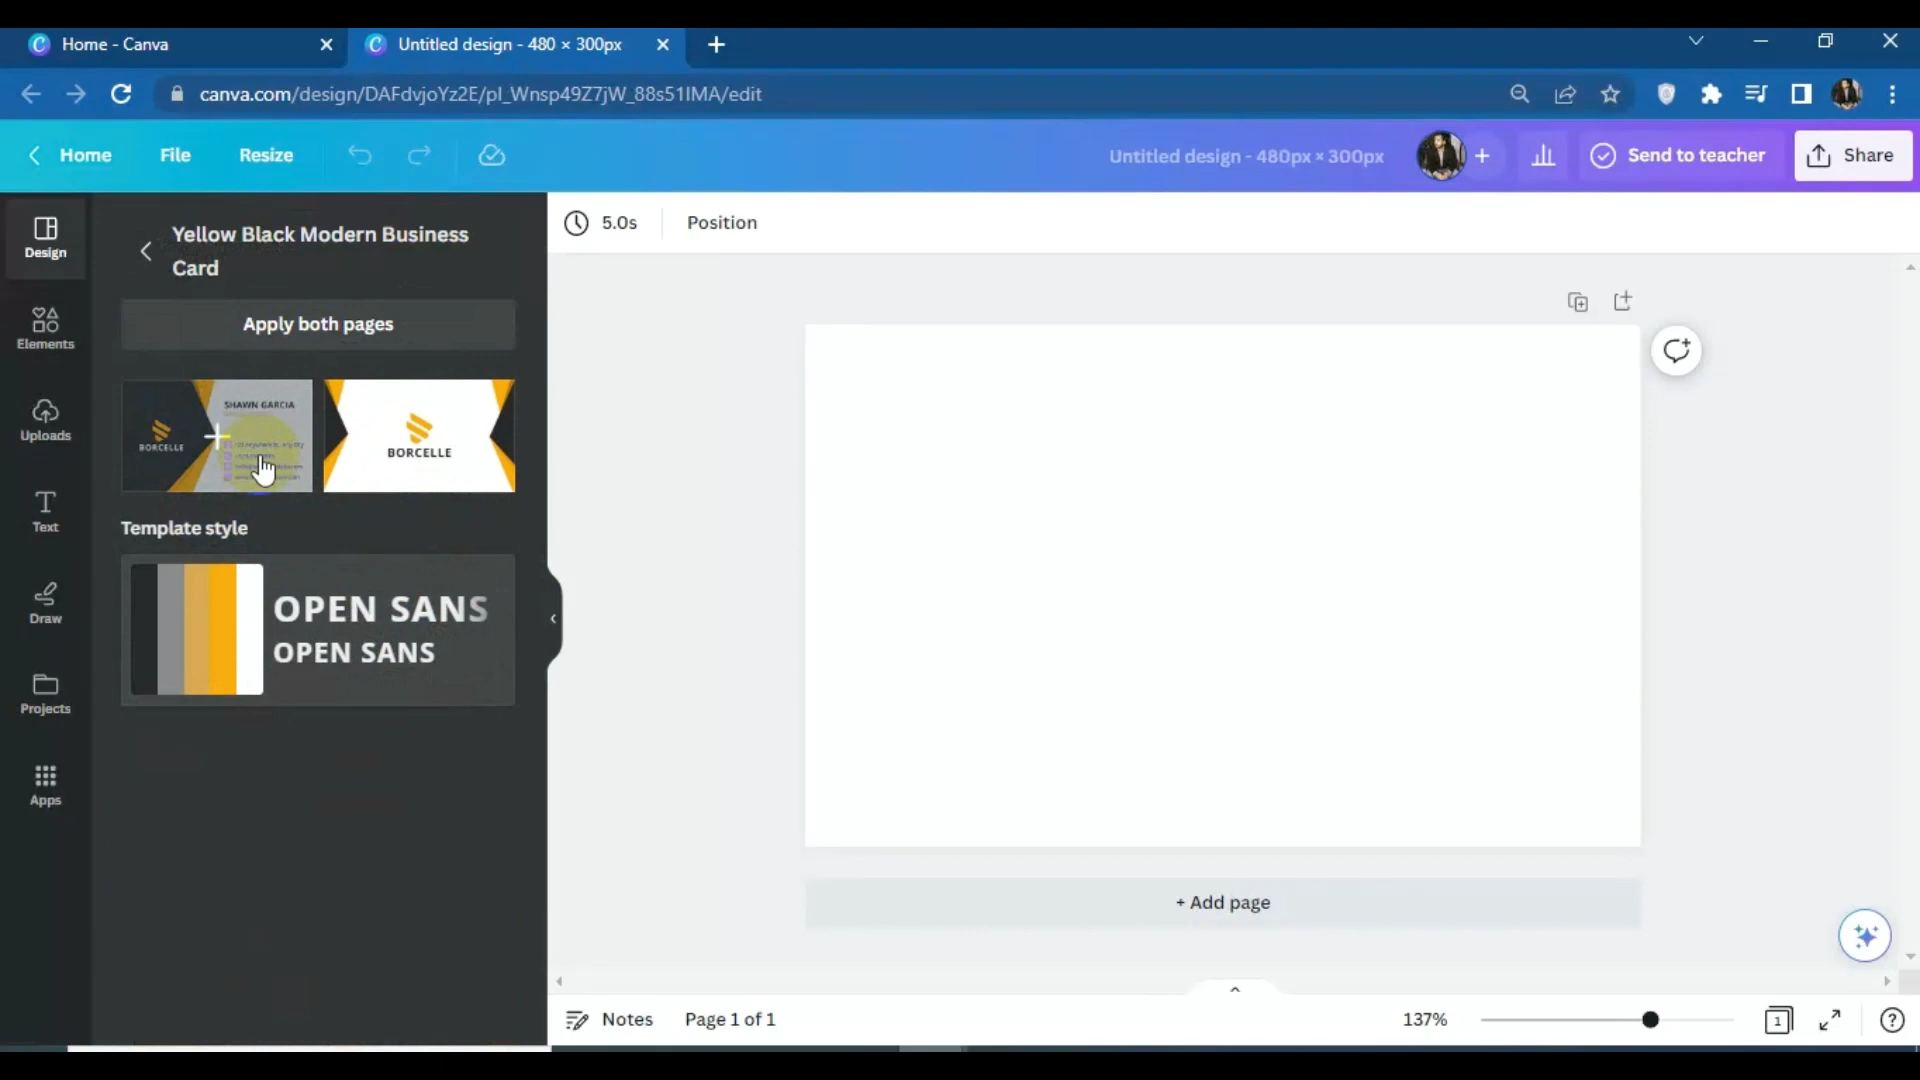 Home - Canva
Untitled design - 480 × 300px
canva.com/design/DAFdvjoYz2E/pl_Wnsp49Z7jW_88s51IMA/edit
Home
File
Resize
Untitled design - 480px × 300px
Send to teacher
Share
Design
Elements
Uploads
Text
Draw
Projects
Apps
Yellow Black Modern Business
Card
Apply both pages
BORCELLE
SHAWN GARCIA
BORCELLE
Template style
OPEN SANS
OPEN SANS
5.0s
Position
+ Add page
Notes
Page 1 of 1
137%
1